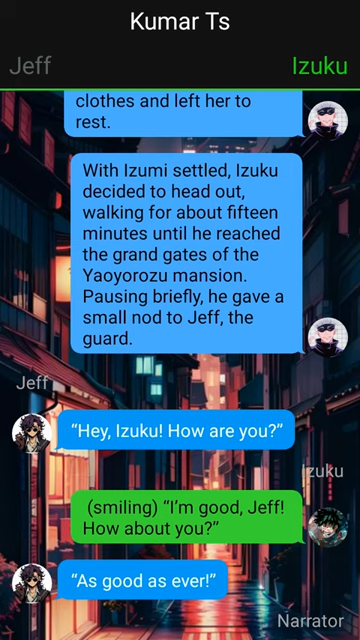 Kumar Ts
Jeff
Izuku
clothes and left her to
rest.
With Izumi settled, Izuku
decided to head out,
walking for about fifteen
minutes until he reached
the grand gates of the
Yaoyorozu mansion.
Pausing briefly, he gave a
small nod to Jeff, the
guard.
Jeff
“Hey, Izuku! How are you?”
Izuku
(smiling) “I’m good, Jeff!
How about you?”
“As good as ever!”
Narrator